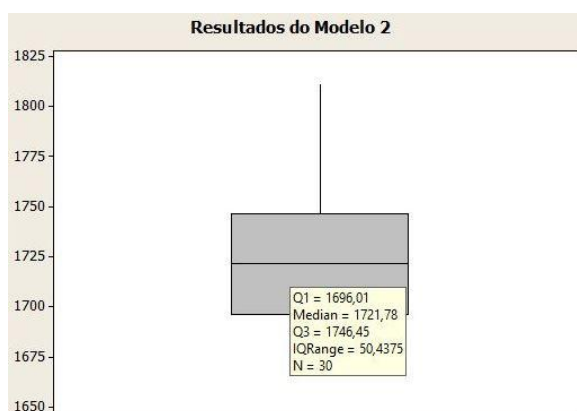 Resultados do Modelo 2
1825
1800
1775
1750
1725
1700
1675
1650
Q1 = 1696,01
Median = 1721,78
Q3 = 1746,45
IQRange = 50,4375
N = 30